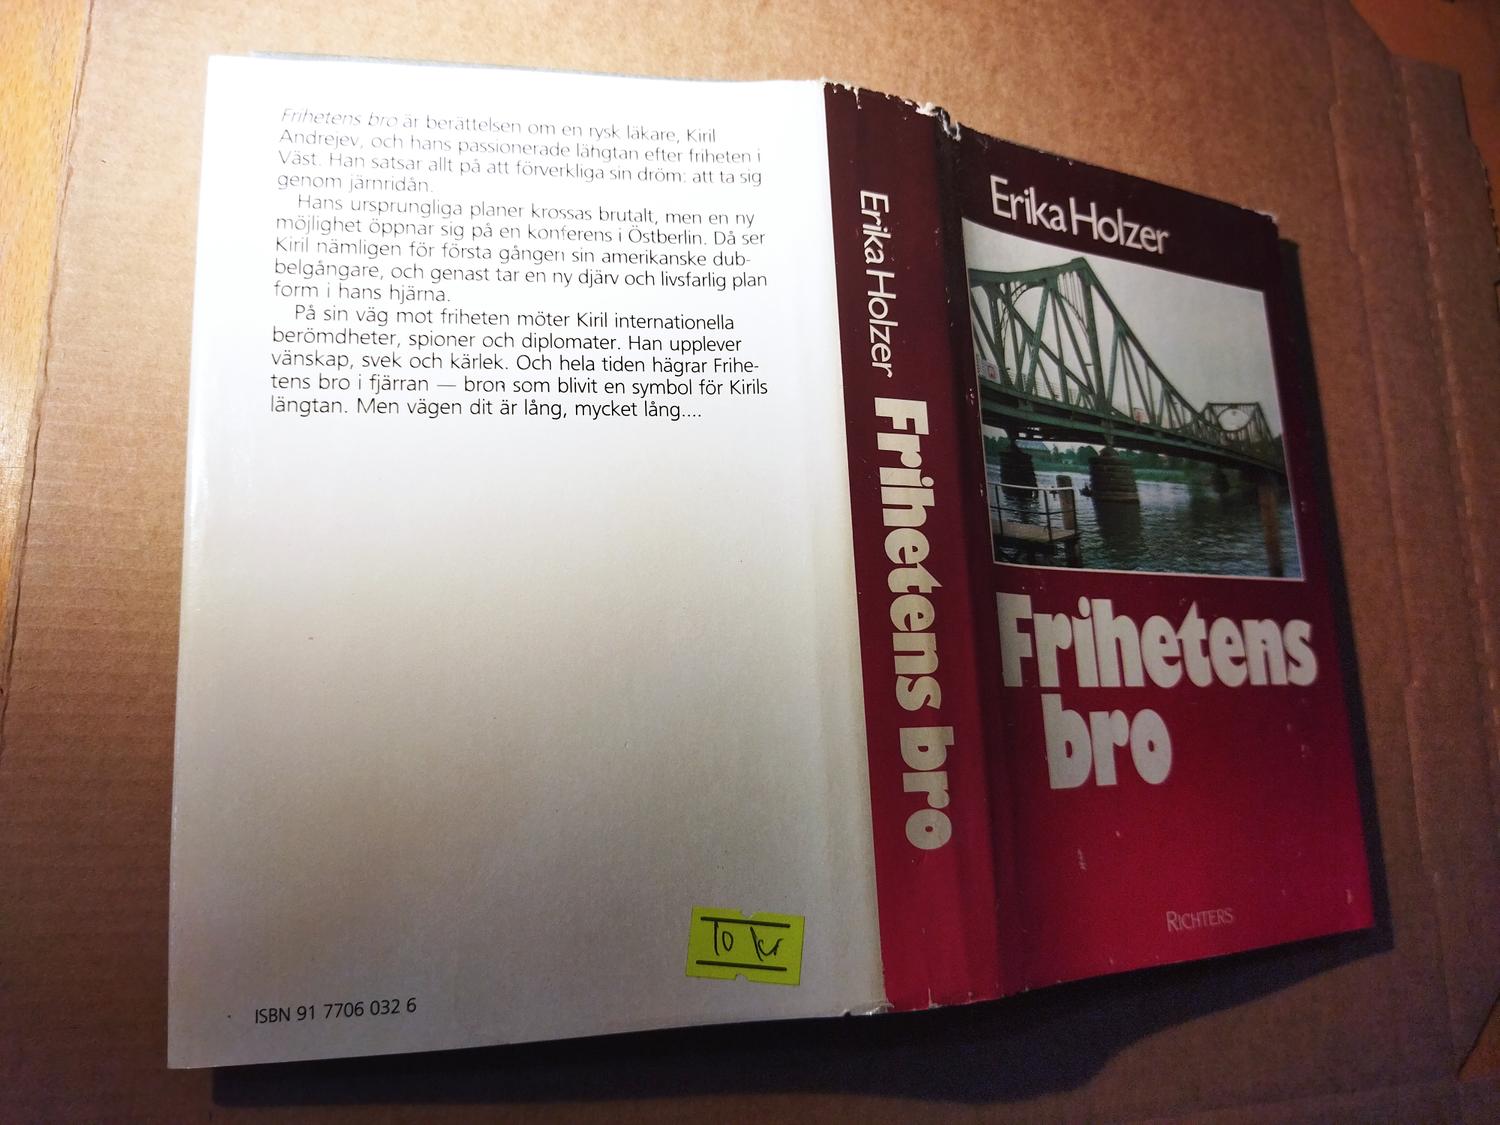 Frihetens bro är berättelsen om en rysk läkare, Kiril
Andrejev, och hans passionerade längtan efter friheten i
Väst. Han satsar allt på att förverkliga sin dröm: att ta sig
genom järnridån.
Hans ursprungliga planer krossas brutalt, men en ny
möjlighet öppnar sig på en konferens i Östberlin. Då ser
Kiril nämligen för första gången sin amerikanske dub-
belgångare, och genast tar en ny djärv och livsfarlig plan
form i hans hjärna.
På sin väg mot friheten möter Kiril internationella
berömdheter, spioner och diplomater. Han upplever
vänskap, svek och kärlek. Och hela tiden hägrar Frihe-
tens bro i fjärran — bron som blivit en symbol för Kirils
längtan. Men vägen dit är lång, mycket lång....
10 kr
ISBN 91 7706 032 6
Erika Holzer Frihetens bro
Erika Holzer
Frihetens
bro
RICHTERS